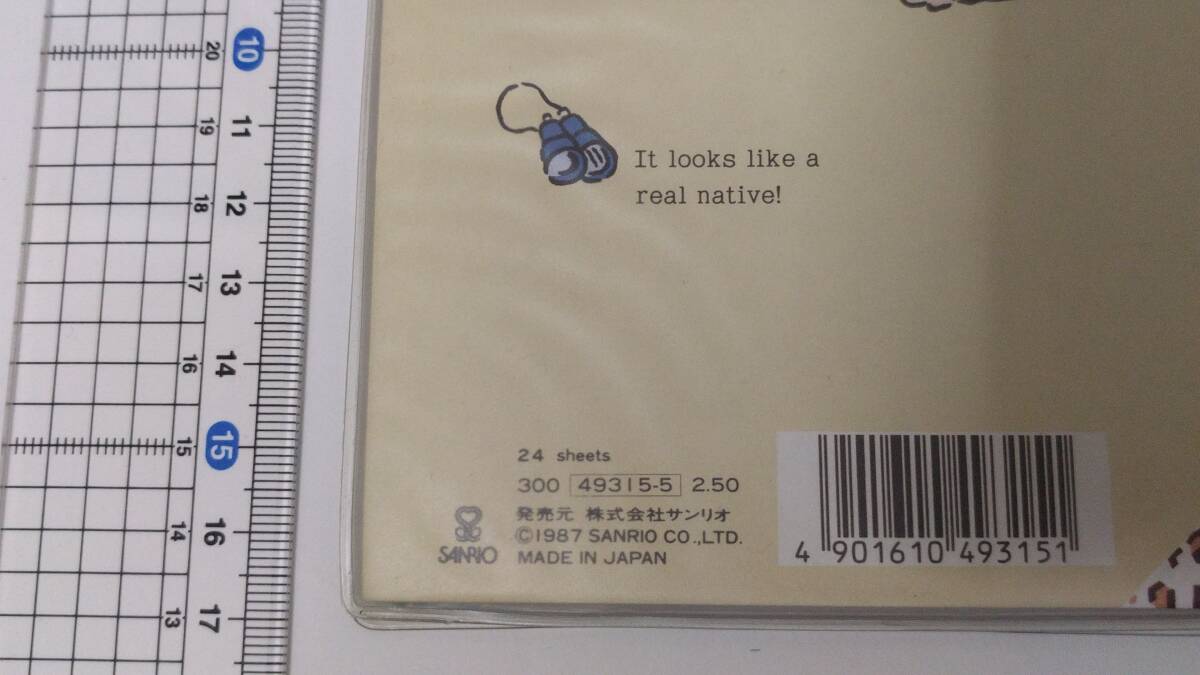 10
20
11
19
12
18
13
17
14
16
15
15
16
14
17
13
It looks like a
real native!
24 sheets
300 49315-5 2.50
発売元 株式会社サンリオ
©1987 SANRIO CO.,LTD.
MADE IN JAPAN
SANRIO
4 901610 493151